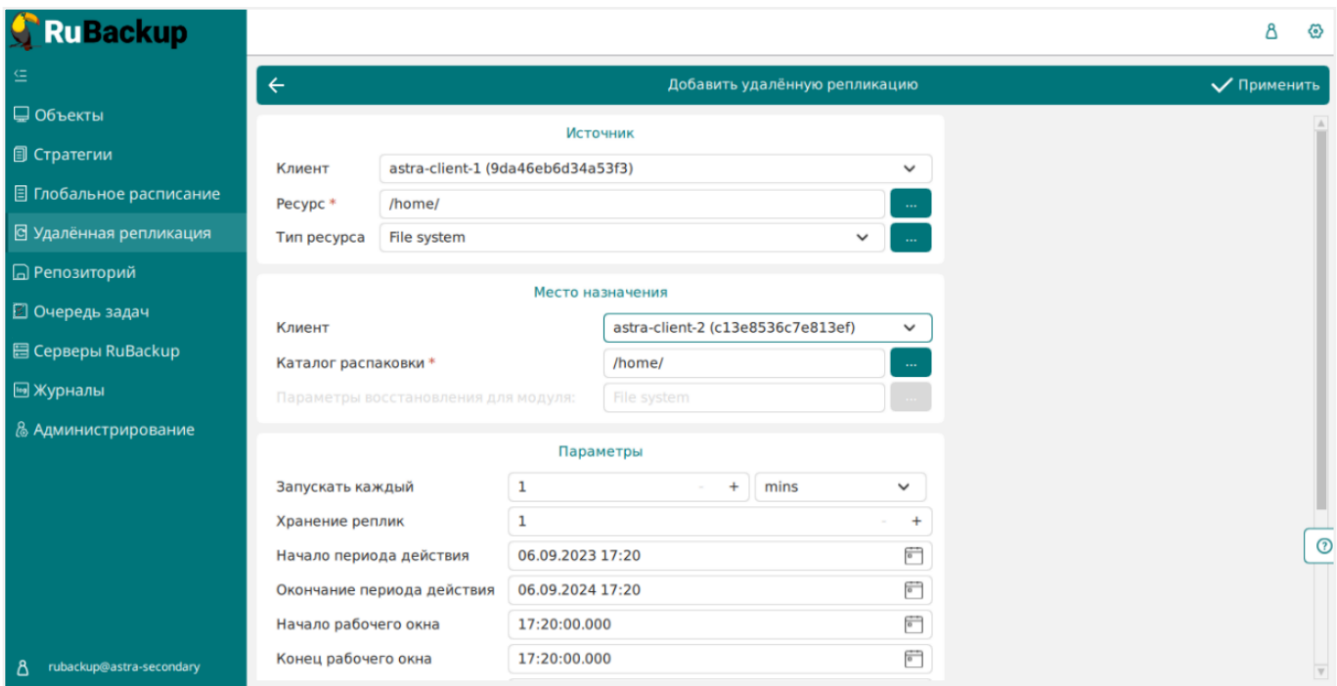 RuBackup
Объекты
Стратегии
Глобальное расписание
Удалённая репликация
Репозиторий
Очередь задач
Серверы RuBackup
Журналы
Администрирование
rubackup@astra-secondary
Добавить удалённую репликацию
Применить
Источник
Клиент astra-client-1 (9da46eb6d34a53f3)
Ресурс * /home/ ...
Тип ресурса File system ...
Место назначения
Клиент astra-client-2 (c13e8536c7e813ef)
Каталог распаковки * /home/ ...
Параметры восстановления для модуля: File system ...
Параметры
Запускать каждый 1 - + mins
Хранение реплик 1 - +
Начало периода действия 06.09.2023 17:20
Окончание периода действия 06.09.2024 17:20
Начало рабочего окна 17:20:00.000
Конец рабочего окна 17:20:00.000